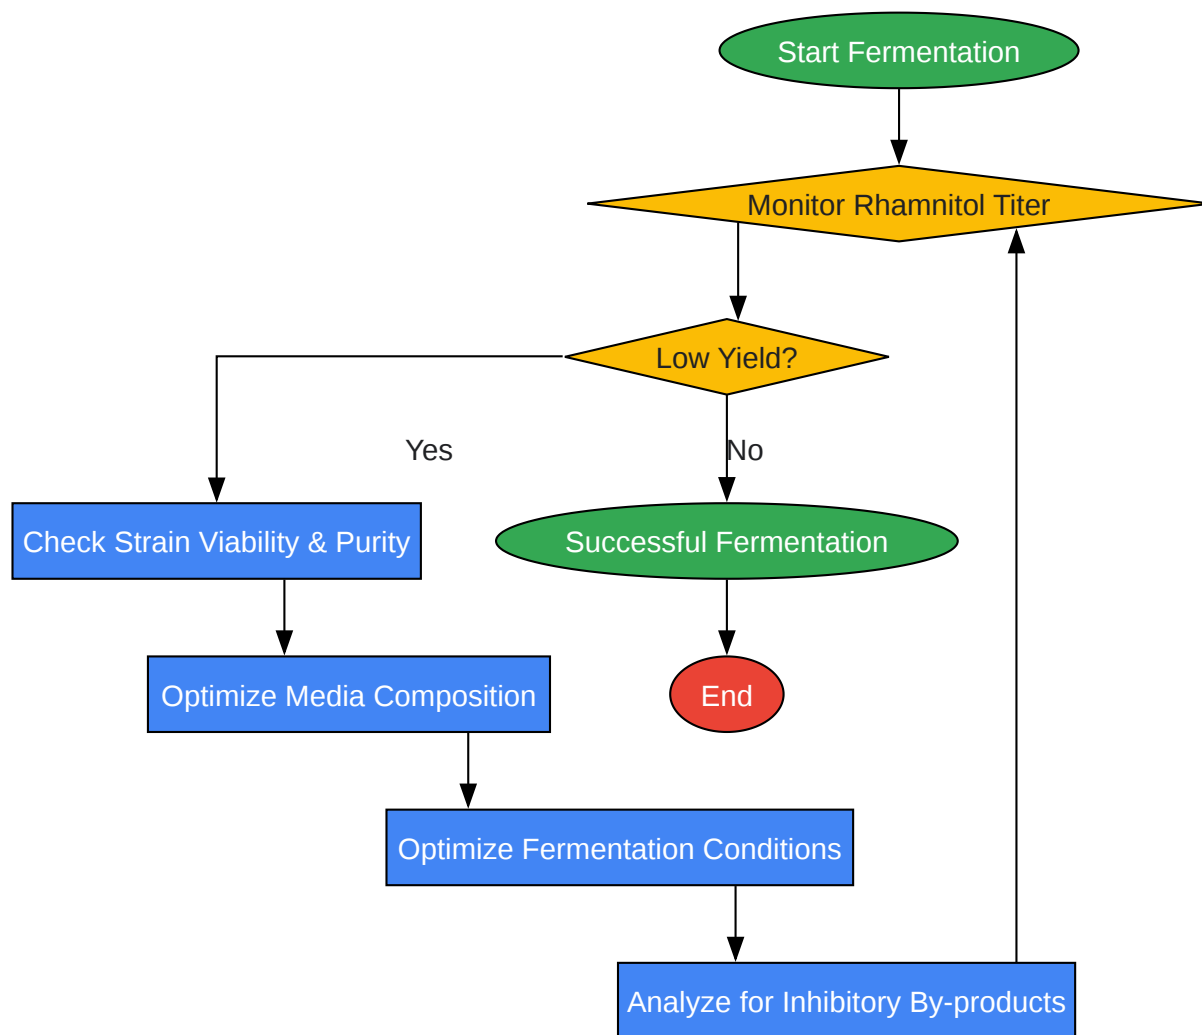 Start Fermentation
Monitor Rhamnitol Titer
Low Yield?
Yes
No
Check Strain Viability & Purity
Successful Fermentation
Optimize Media Composition
End
Optimize Fermentation Conditions
Analyze for Inhibitory By-products